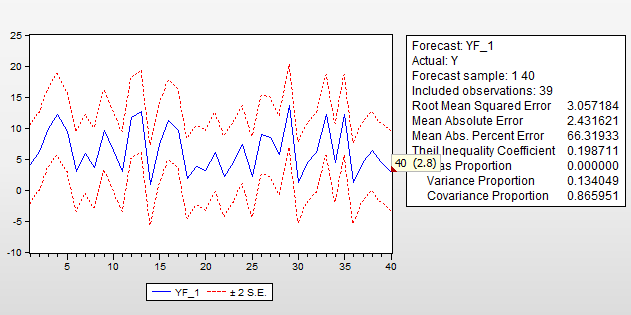 25
20
15
10
5
0
-5
-10
5 10 15 20 25 30 35 40
YF_1 ± 2 S.E.
Forecast: YF_1
Actual: Y
Forecast sample: 1 40
Included observations: 39
Root Mean Squared Error 3.057184
Mean Absolute Error 2.431621
Mean Abs. Percent Error 66.31933
Theil Inequality Coefficient 0.198711
40 (2.8)
as Proportion 0.000000
Variance Proportion 0.134049
Covariance Proportion 0.865951